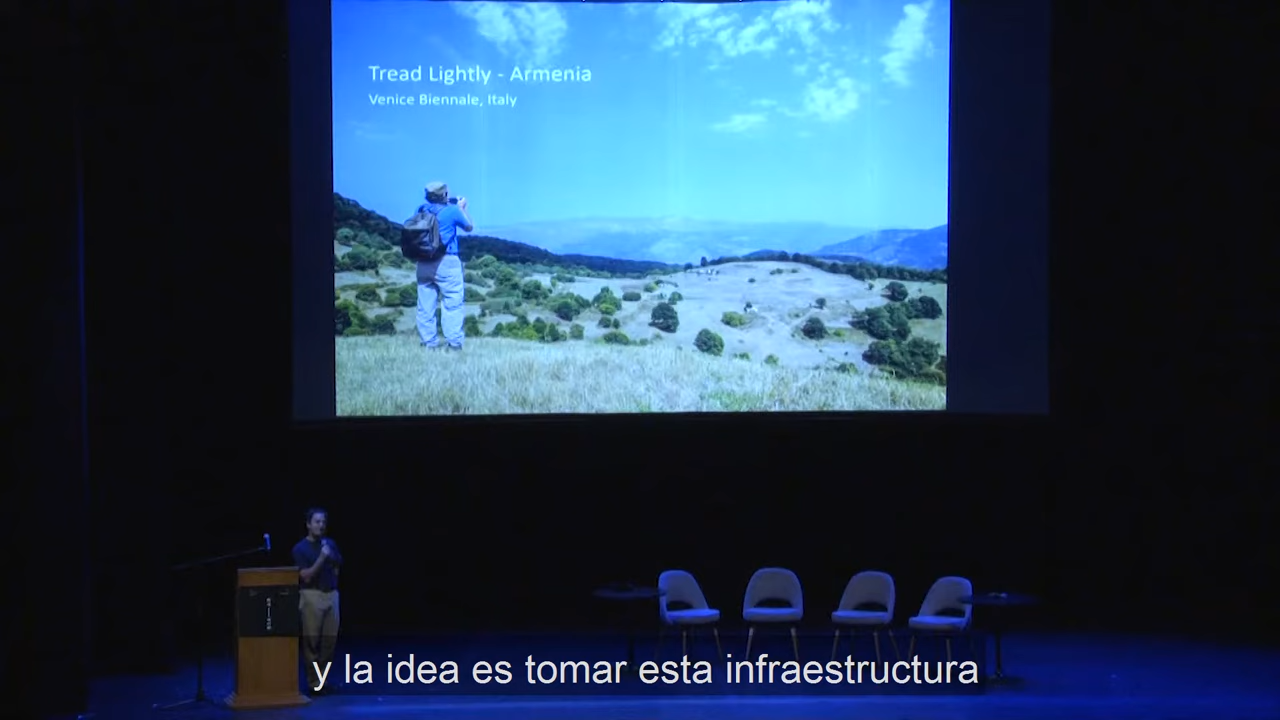 Tread Lightly - Armenia
Venice Biennale, Italy
y la idea es tomar esta infraestructura